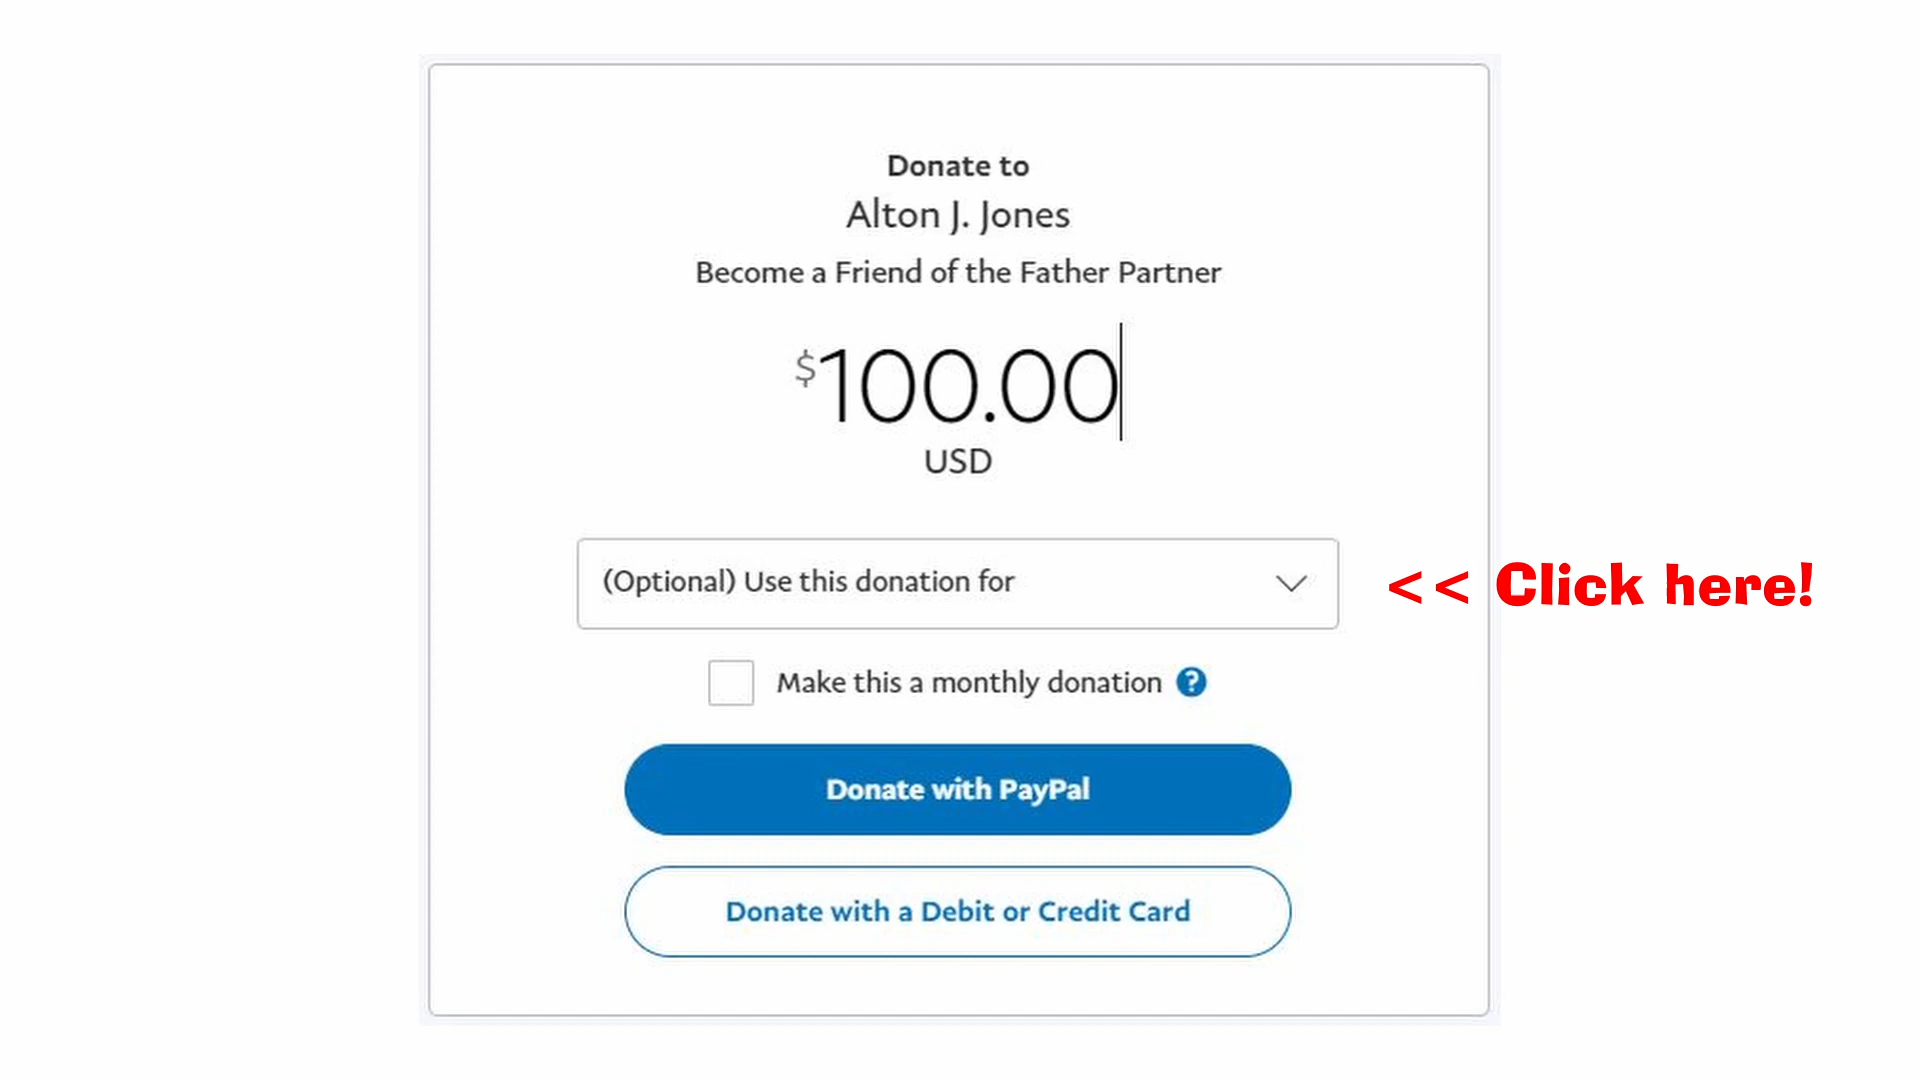 Donate to
Alton J. Jones
Become a Friend of the Father Partner
$100.00
USD
(Optional) Use this donation for
<< Click here!
Make this a monthly donation ?
Donate with PayPal
Donate with a Debit or Credit Card